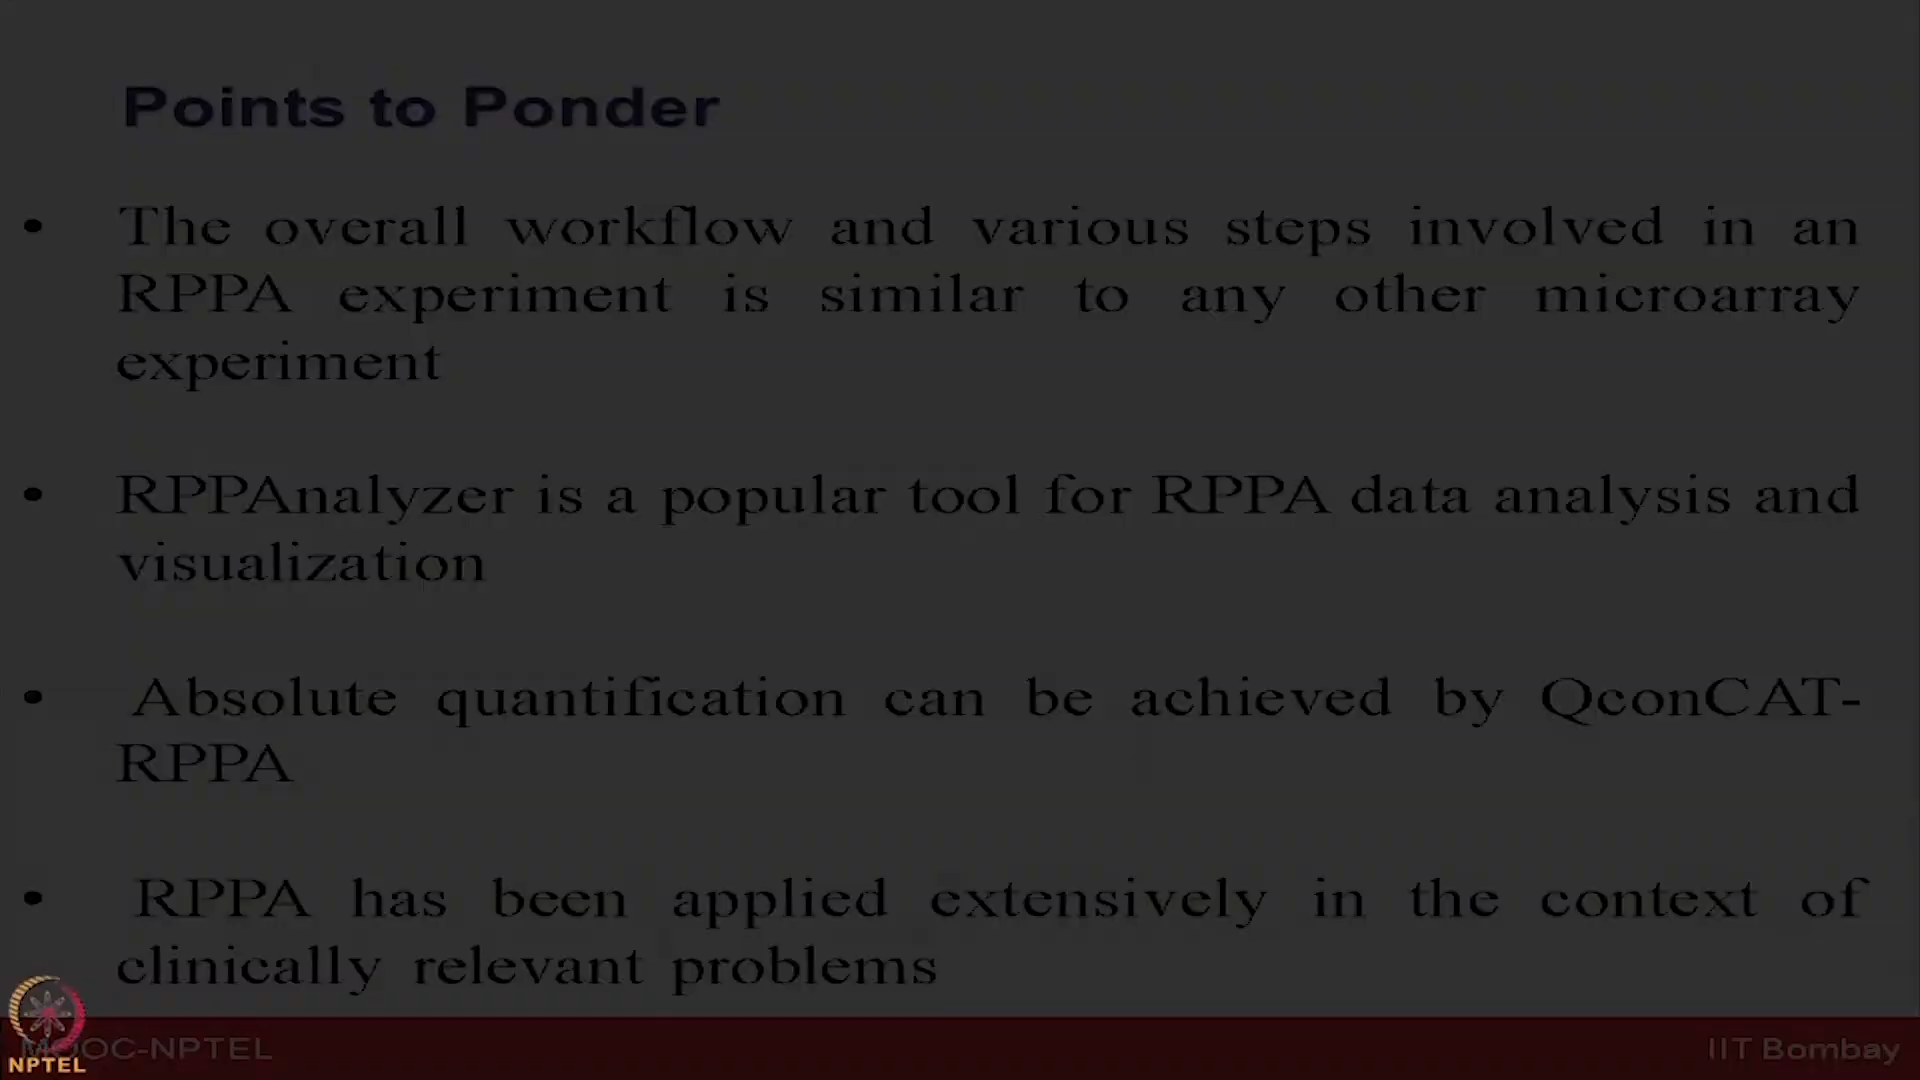 Points to Ponder
• The overall workflow and various steps involved in an
RPPA experiment is similar to any other microarray
experiment
• RPPAnalyzer is a popular tool for RPPA data analysis and
visualization
• Absolute quantification can be achieved by QconCAT-
RPPA
• RPPA has been applied extensively in the context of
clinically relevant problems
MOOC-NPTEL
NPTEL
IIT Bombay